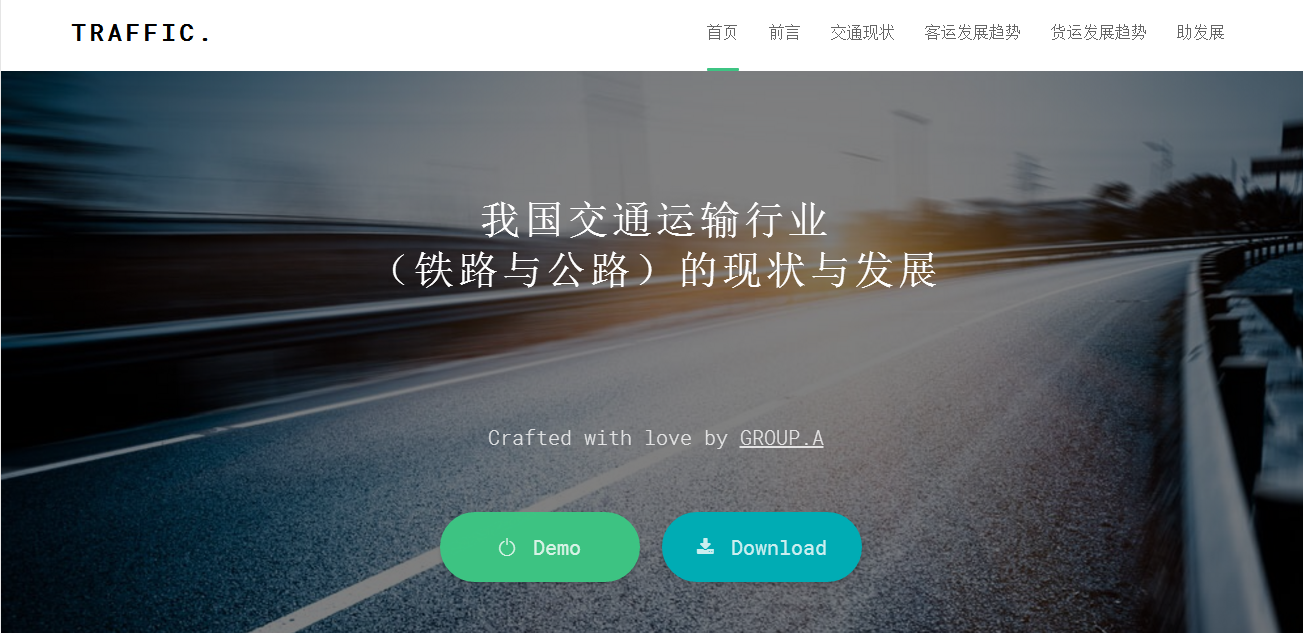 TRAFFIC.
首页 前言 交通现状 客运发展趋势 货运发展趋势 助发展
我国交通运输行业
（铁路与公路）的现状与发展
Crafted with love by GROUP.A
Demo Download